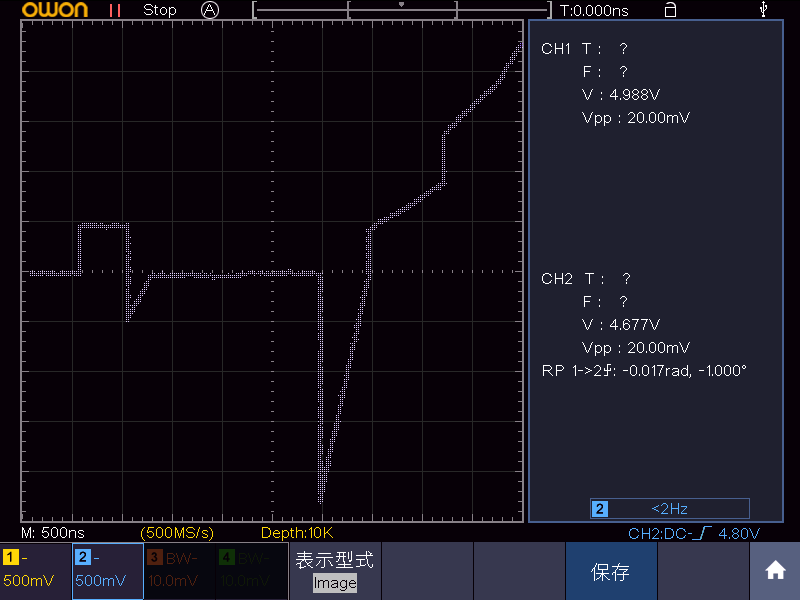 OWON Stop A T:0.000ns
CH1 T : ?
F : ?
V : 4.988V
Vpp : 20.00mV
CH2 T : ?
F : ?
V : 4.677V
Vpp : 20.00mV
RP 1->2: -0.017rad, -1.000°
2 <2Hz
M: 500ns (500MS/s) Depth:10K CH2:DC- 4.80V
1 - 2 - 3 BW- 4 BW- 表示型式
500mV 500mV 10.0mV 10.0mV Image 保存